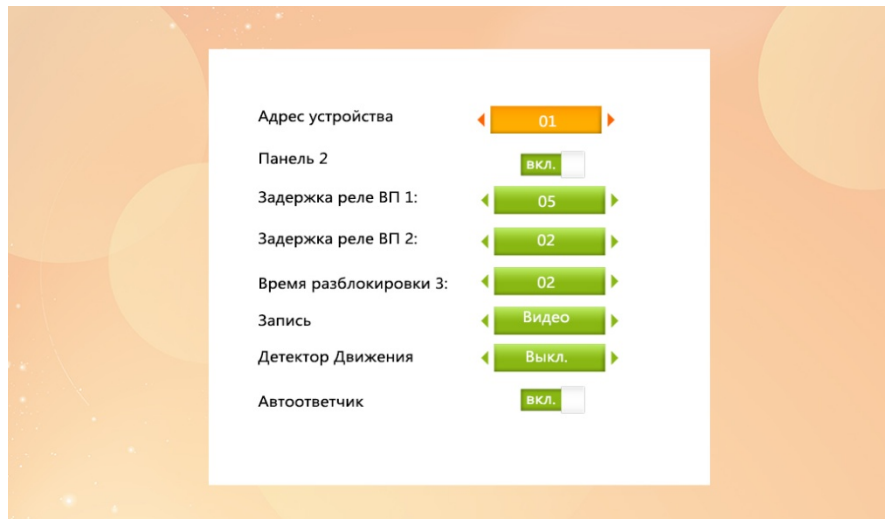 Адрес устройства 01
Панель 2 вкл.
Задержка реле ВП 1: 05
Задержка реле ВП 2: 02
Время разблокировки 3: 02
Запись Видео
Детектор Движения Выкл.
Автоответчик вкл.